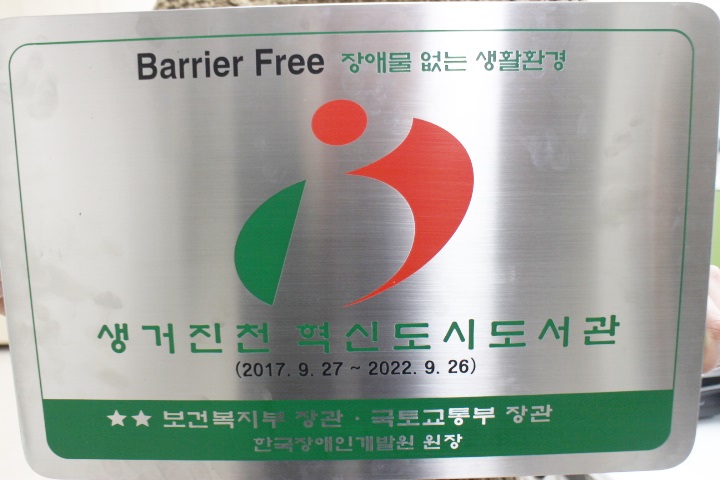 Barrier Free 장애물 없는 생활환경
생거진천 혁신도시도서관
(2017. 9. 27 ~ 2022. 9. 26)
★★ 보건복지부 장관 · 국토교통부 장관
한국장애인개발원 원장